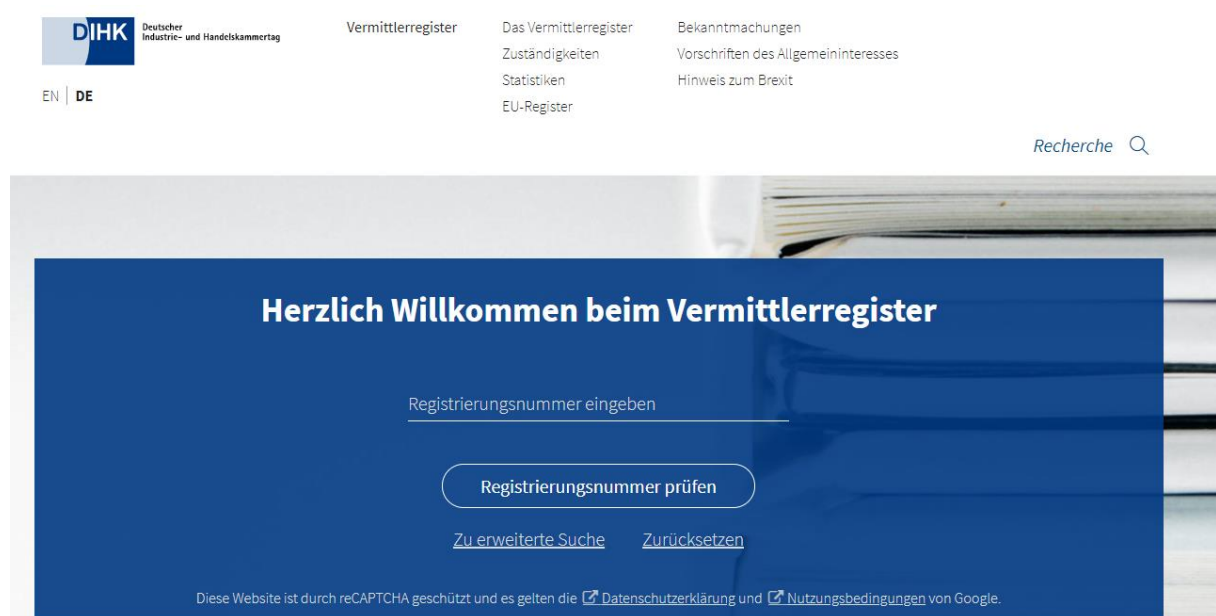 DIHK
Deutscher
Industrie- und Handelskammertag
EN | DE
Vermittlerregister
Das Vermittlerregister
Zuständigkeiten
Statistiken
EU-Register
Bekanntmachungen
Vorschriften des Allgemeininteresses
Hinweis zum Brexit
Recherche
Herzlich Willkommen beim Vermittlerregister
Registrierungsnummer eingeben
Registrierungsnummer prüfen
Zu erweiterte Suche Zurücksetzen
Diese Website ist durch reCAPTCHA geschützt und es gelten die Datenschutzerklärung und Nutzungsbedingungen von Google.